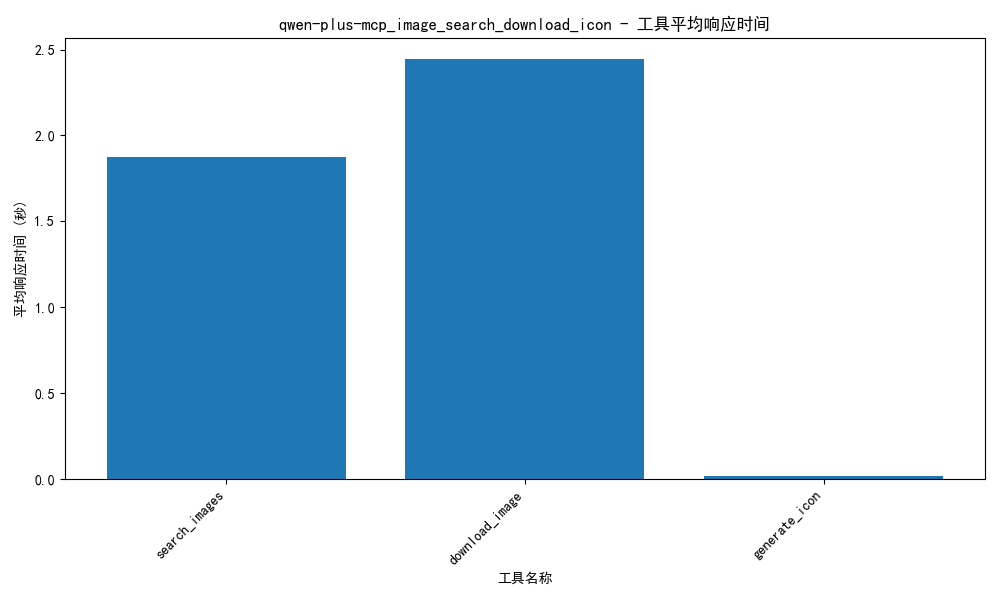 qwen-plus-mcp_image_search_download_icon - 工具平均响应时间
平均响应时间 (秒)
2.5
2.0
1.5
1.0
0.5
0.0
search_images
download_image
generate_icon
工具名称